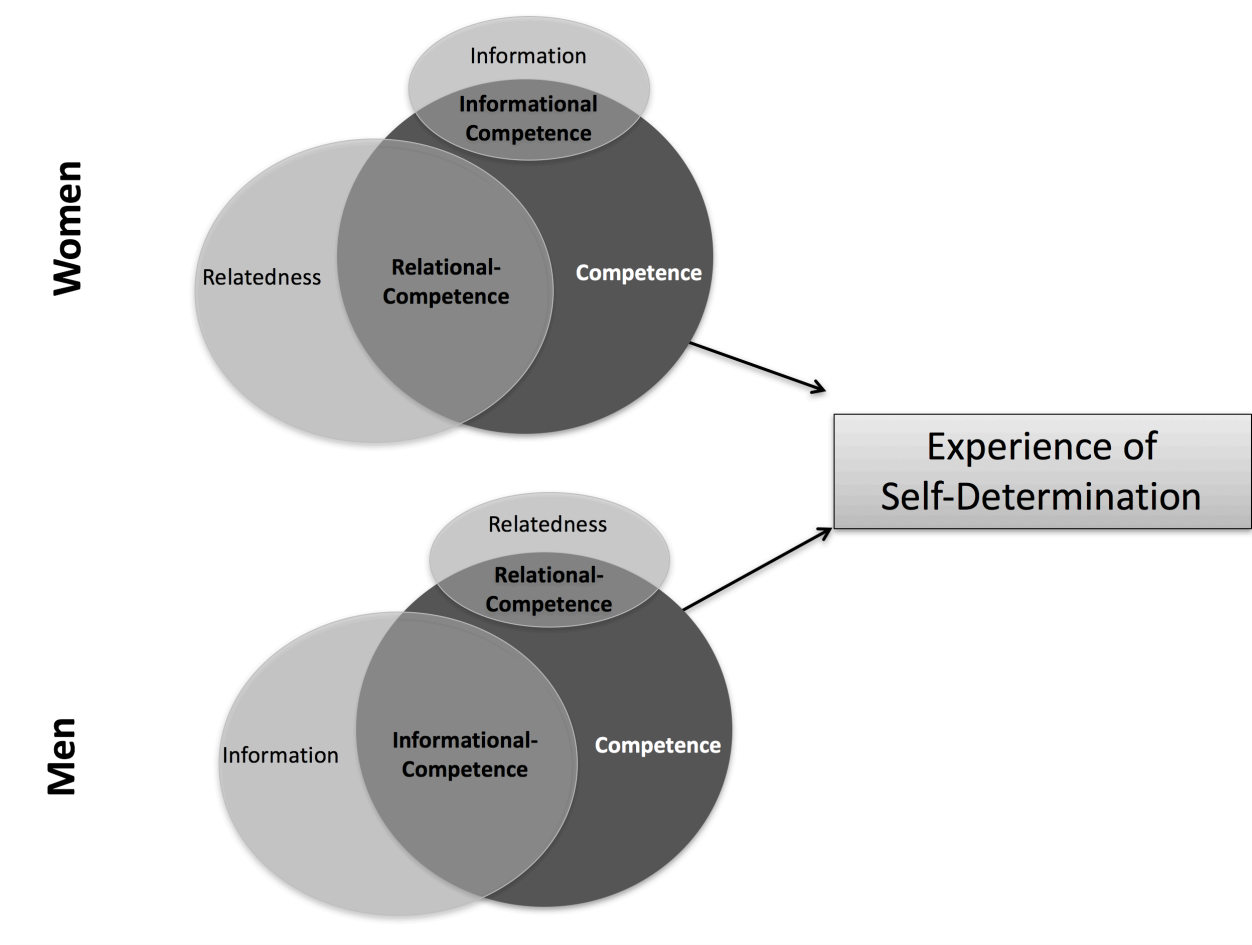 Women
Information
Informational
Competence
Relatedness
Relational-
Competence
Competence
Experience of
Self-Determination
Men
Relatedness
Relational-
Competence
Information
Informational-
Competence
Competence